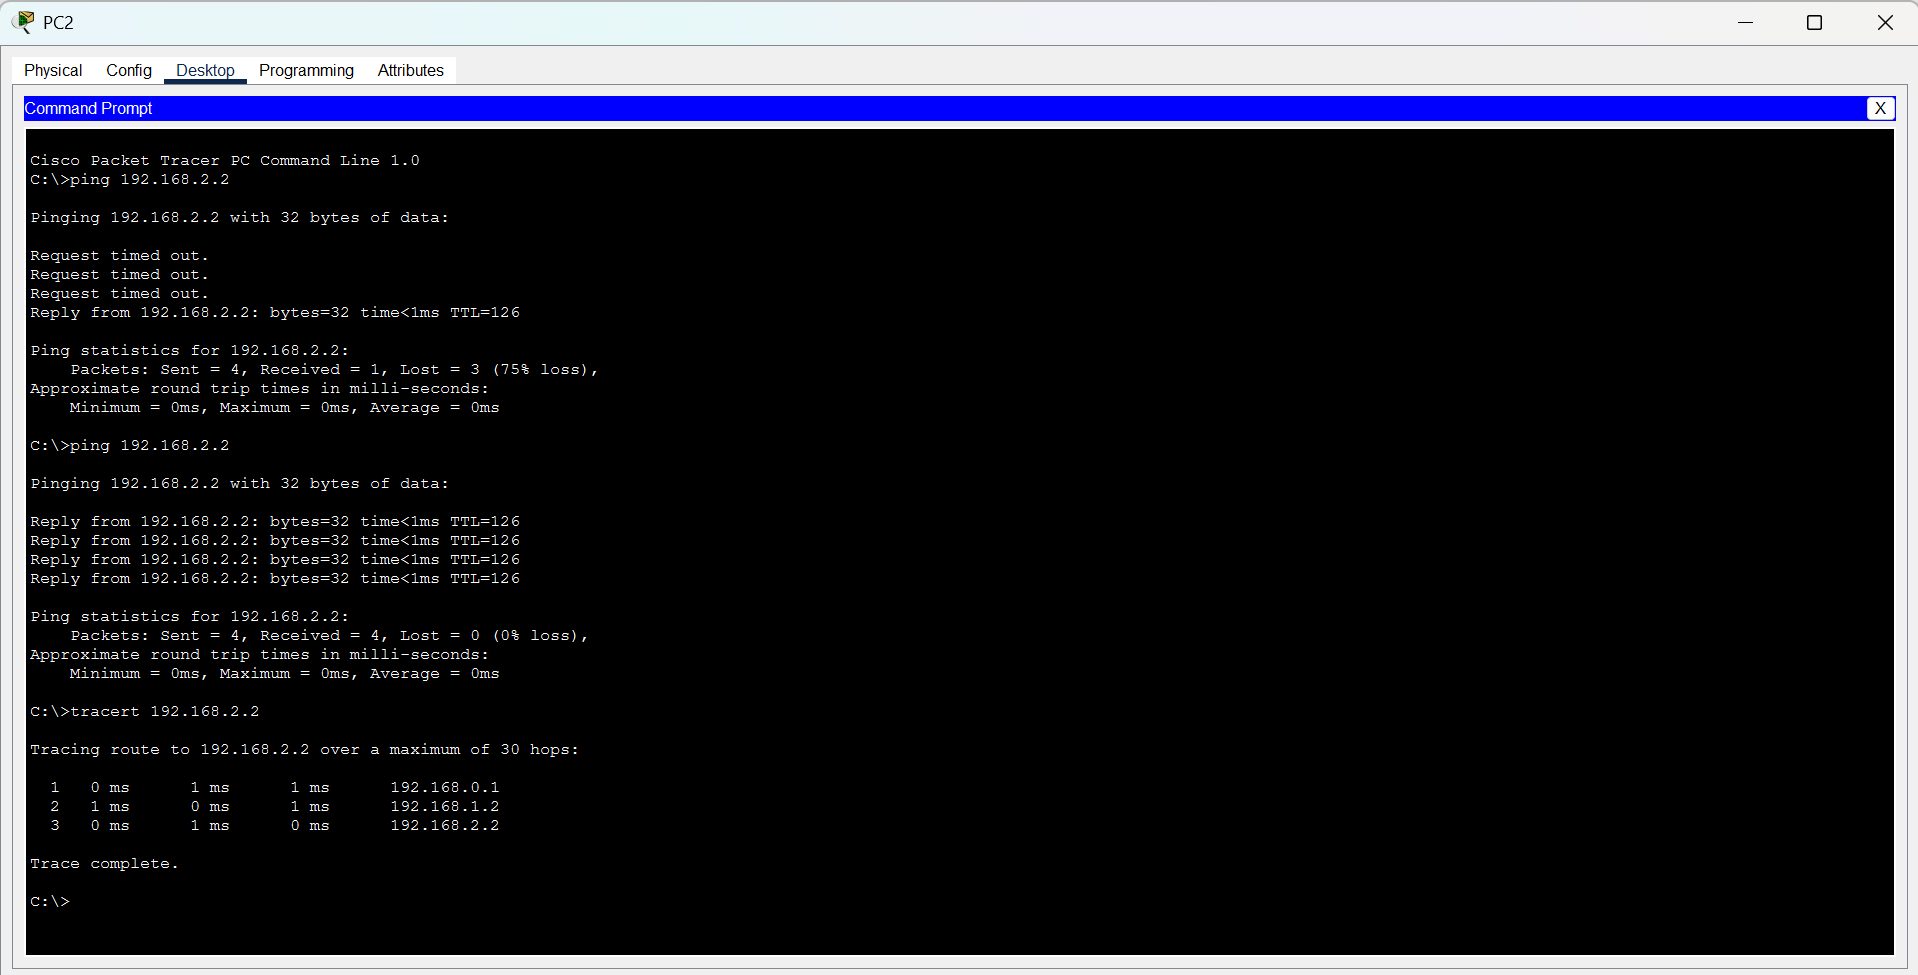 PC2
Physical Config Desktop Programming Attributes
Command Prompt X
Cisco Packet Tracer PC Command Line 1.0
C:\>ping 192.168.2.2
Pinging 192.168.2.2 with 32 bytes of data:
Request timed out.
Request timed out.
Request timed out.
Reply from 192.168.2.2: bytes=32 time<1ms TTL=126
Ping statistics for 192.168.2.2:
Packets: Sent = 4, Received = 1, Lost = 3 (75% loss),
Approximate round trip times in milli-seconds:
Minimum = 0ms, Maximum = 0ms, Average = 0ms
C:\>ping 192.168.2.2
Pinging 192.168.2.2 with 32 bytes of data:
Reply from 192.168.2.2: bytes=32 time<1ms TTL=126
Reply from 192.168.2.2: bytes=32 time<1ms TTL=126
Reply from 192.168.2.2: bytes=32 time<1ms TTL=126
Reply from 192.168.2.2: bytes=32 time<1ms TTL=126
Ping statistics for 192.168.2.2:
Packets: Sent = 4, Received = 4, Lost = 0 (0% loss),
Approximate round trip times in milli-seconds:
Minimum = 0ms, Maximum = 0ms, Average = 0ms
C:\>tracert 192.168.2.2
Tracing route to 192.168.2.2 over a maximum of 30 hops:
1 0 ms 1 ms 1 ms 192.168.0.1
2 1 ms 0 ms 1 ms 192.168.1.2
3 0 ms 1 ms 0 ms 192.168.2.2
Trace complete.
C:\>